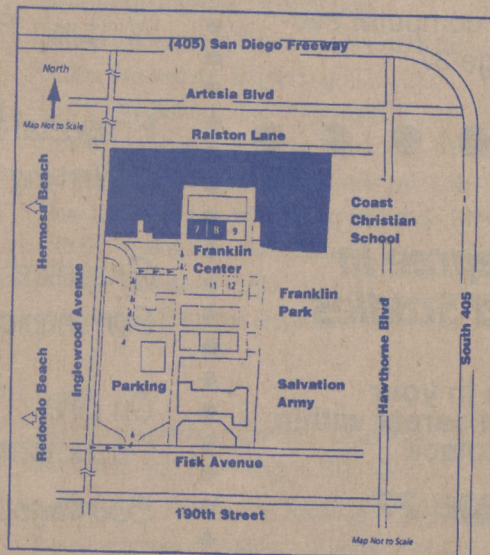 (405) San Diego Freeway
North
Artesia Blvd
Map Not to Scale
Ralston Lane
Hermosa Beach
Coast
Christian
School
7 8 9
Franklin
Center
11 12
Franklin
Park
Inglewood Avenue
Hawthorne Blvd
South 405
Redondo Beach
Parking
Salvation
Army
Fisk Avenue
190th Street
Map Not to Scale